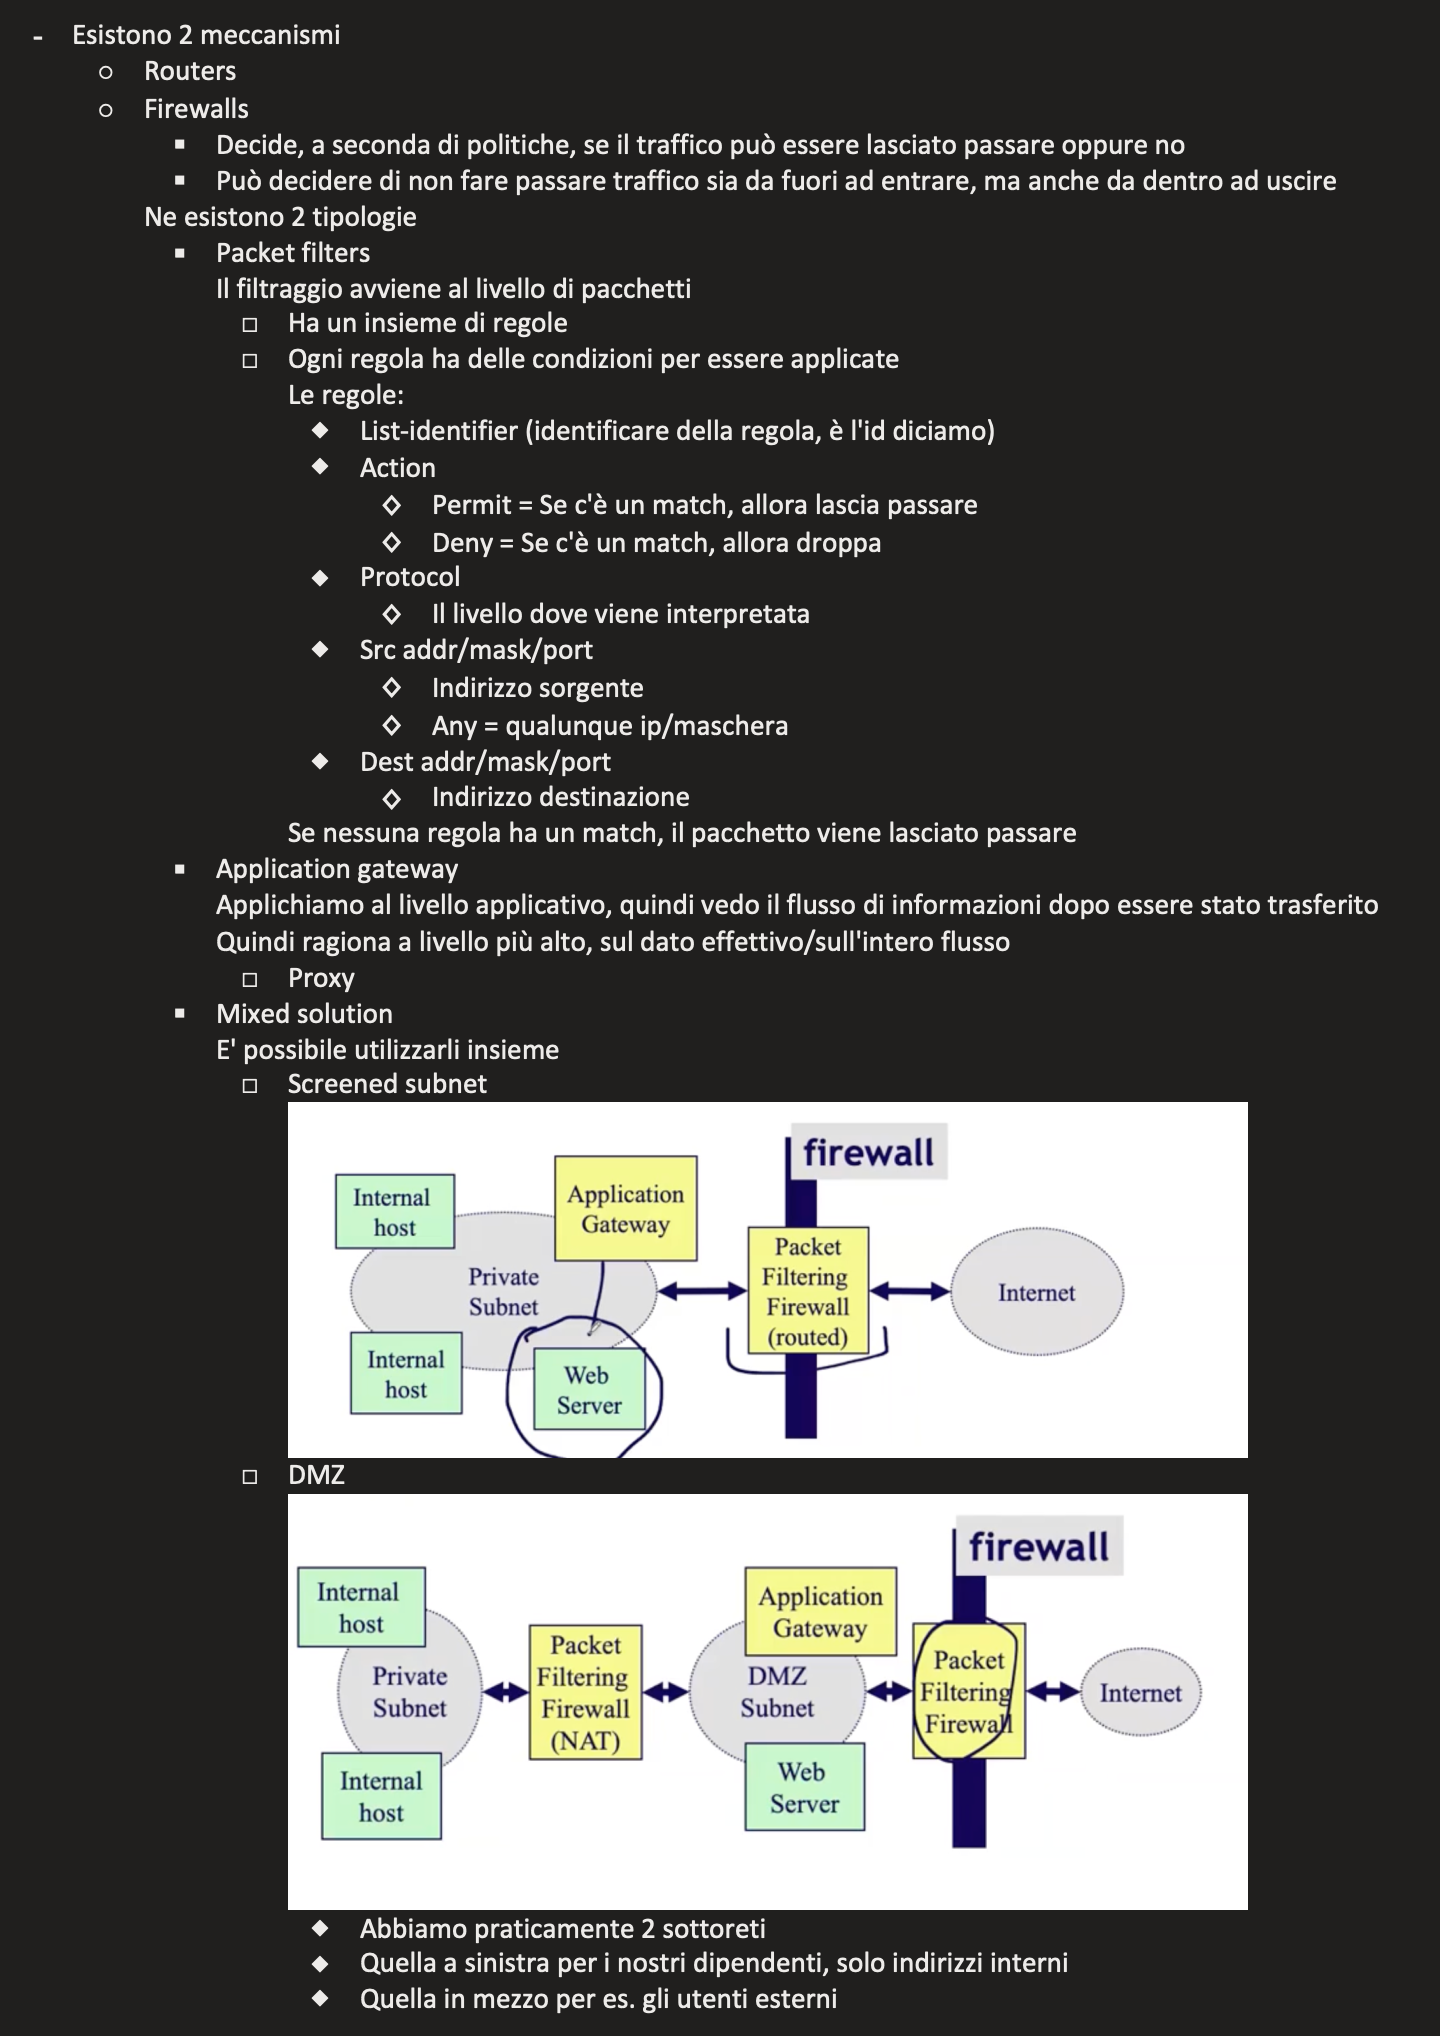 - Esistono 2 meccanismi
○ Routers
○ Firewalls
▪ Decide, a seconda di politiche, se il traffico può essere lasciato passare oppure no
▪ Può decidere di non fare passare traffico sia da fuori ad entrare, ma anche da dentro ad uscire
Ne esistono 2 tipologie
▪ Packet filters
Il filtraggio avviene al livello di pacchetti
□ Ha un insieme di regole
□ Ogni regola ha delle condizioni per essere applicate
Le regole:
◆ List-identifier (identificare della regola, è l'id diciamo)
◆ Action
◇ Permit = Se c'è un match, allora lascia passare
◇ Deny = Se c'è un match, allora droppa
◆ Protocol
◇ Il livello dove viene interpretata
◆ Src addr/mask/port
◇ Indirizzo sorgente
◇ Any = qualunque ip/maschera
◆ Dest addr/mask/port
◇ Indirizzo destinazione
Se nessuna regola ha un match, il pacchetto viene lasciato passare
▪ Application gateway
Applichiamo al livello applicativo, quindi vedo il flusso di informazioni dopo essere stato trasferito
Quindi ragiona a livello più alto, sul dato effettivo/sull'intero flusso
□ Proxy
▪ Mixed solution
E' possibile utilizzarli insieme
□ Screened subnet
firewall
Internal
host
Application
Gateway
Private
Subnet
Packet
Filtering
Firewall
(routed)
Internet
Internal
host
Web
Server
□ DMZ
firewall
Internal
host
Private
Subnet
Internal
host
Packet
Filtering
Firewall
(NAT)
Application
Gateway
DMZ
Subnet
Web
Server
Packet
Filtering
Firewall
Internet
◆ Abbiamo praticamente 2 sottoreti
◆ Quella a sinistra per i nostri dipendenti, solo indirizzi interni
◆ Quella in mezzo per es. gli utenti esterni